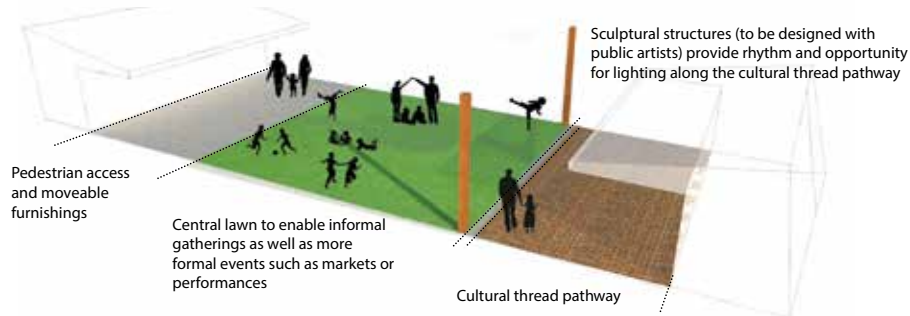 Sculptural structures (to be designed with
public artists) provide rhythm and opportunity
for lighting along the cultural thread pathway
Pedestrian access
and moveable
furnishings
Central lawn to enable informal
gatherings as well as more
formal events such as markets or
performances
Cultural thread pathway